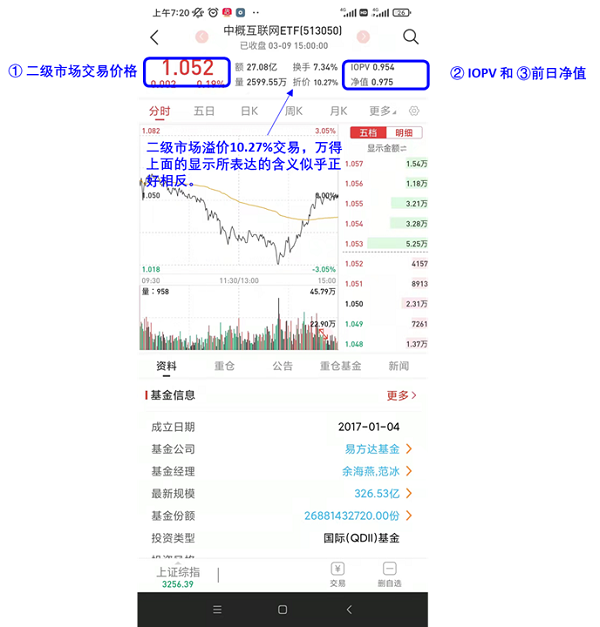 上午7:20
HD
4G
4G
26
中概互联网ETF(513050)
已收盘 03-09 15:00:00
① 二级市场交易价格
1.052
0.002 0.19%
额 27.08亿 换手 7.34%
量 2599.55万 折价 10.27%
IOPV 0.954
净值 0.975
② IOPV 和 ③前日净值
分时 五日 日K 周K 月K 更多
1.082 3.05%
二级市场溢价10.27%交易，万得
上面的显示所表达的含义似乎正
好相反。
1.050 0.00%
1.018 -3.05%
09:30 11:30/13:00 15:00
量：958 45.79万
22.90万
五档 明细
显示金额
1.057 1.54万
1.056 1.18万
1.055 3.21万
1.054 3.28万
1.053 5.25万
1.052 4157
1.051 8913
1.050 2.31万
1.049 7261
1.048 1.37万
资料 重仓 公告 重仓基金 新闻
基金信息 更多
成立日期 2017-01-04
基金公司 易方达基金
基金经理 余海燕,范冰
最新规模 326.53亿
基金份额 26881432720.00份
投资类型 国际(QDII)基金
投资风格
上证综指
3256.39
交易 删自选